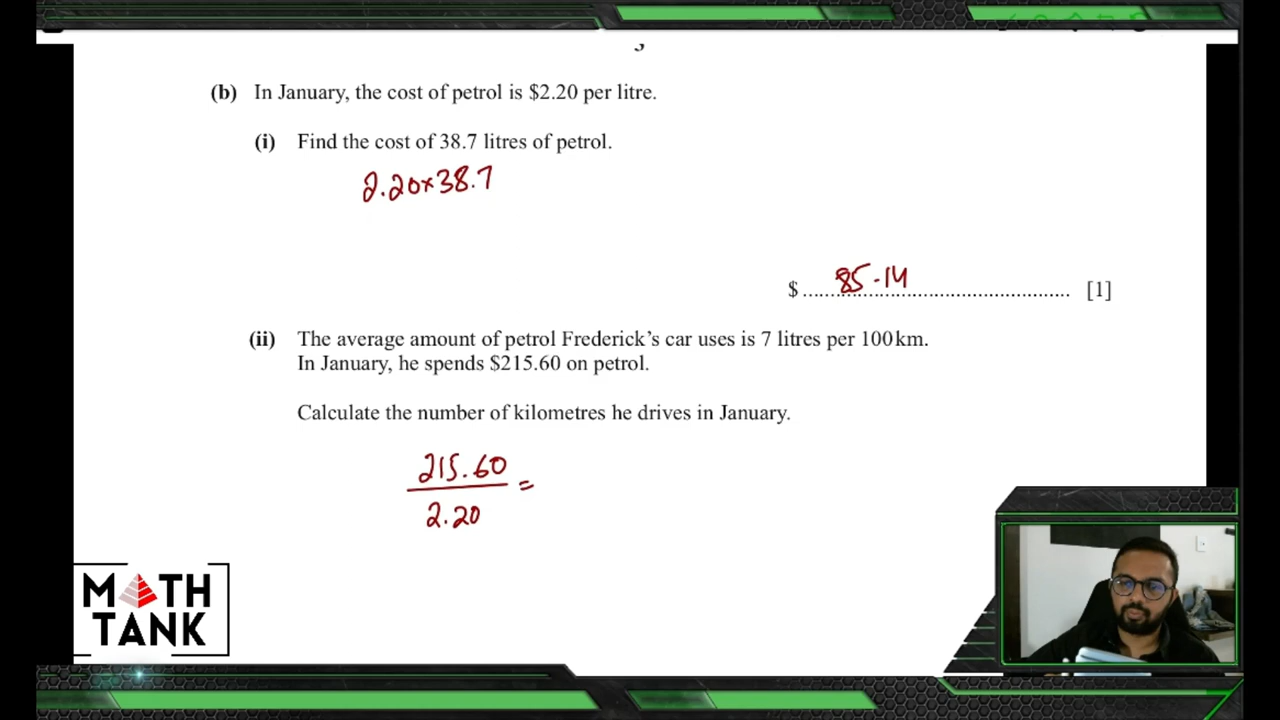 (b) In January, the cost of petrol is $2.20 per litre.
(i) Find the cost of 38.7 litres of petrol.
2.20×38.7
$ 85.14 [1]
(ii) The average amount of petrol Frederick's car uses is 7 litres per 100 km.
In January, he spends $215.60 on petrol.
Calculate the number of kilometres he drives in January.
215.60
=
2.20
MATH
TANK